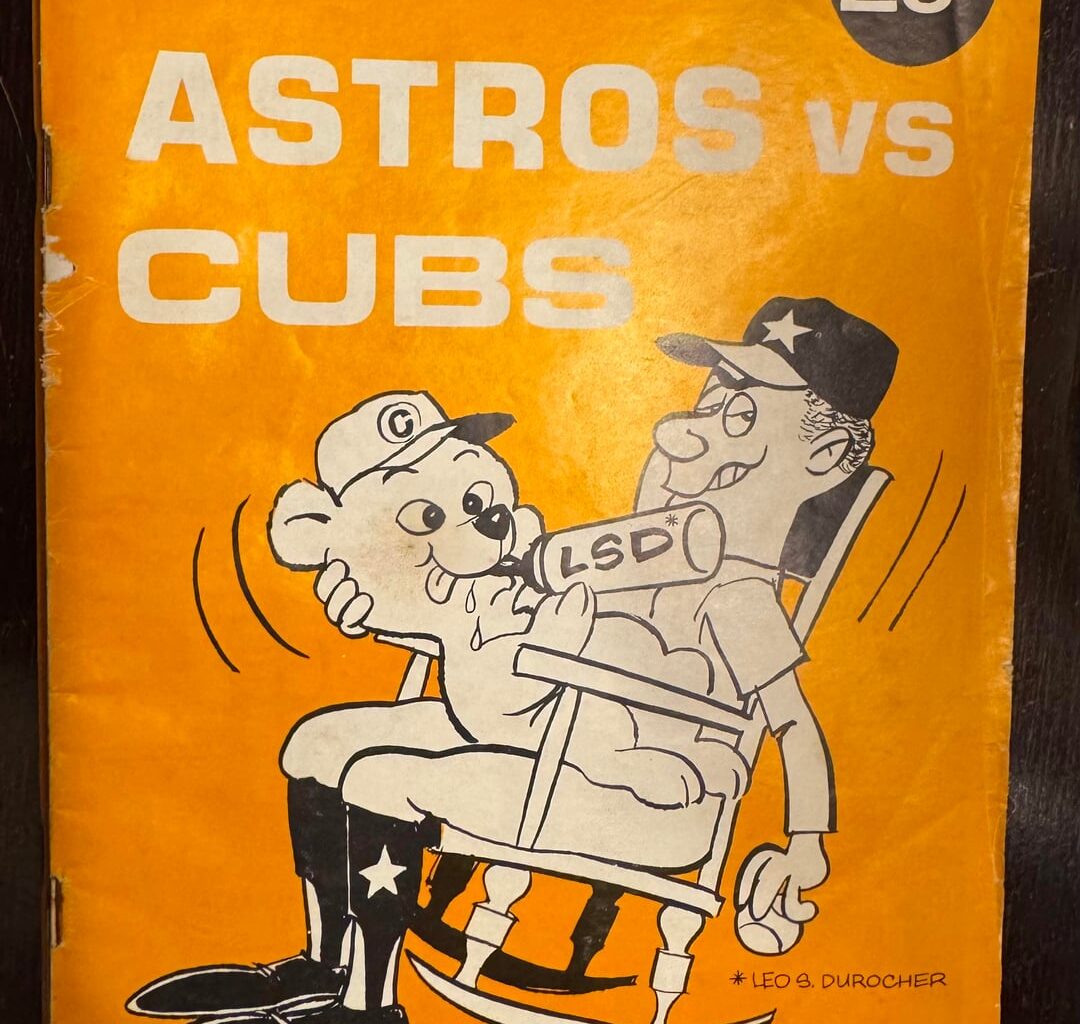 ASTROS VS
CUBS
C
LSD*
* LEO S. DUROCHER